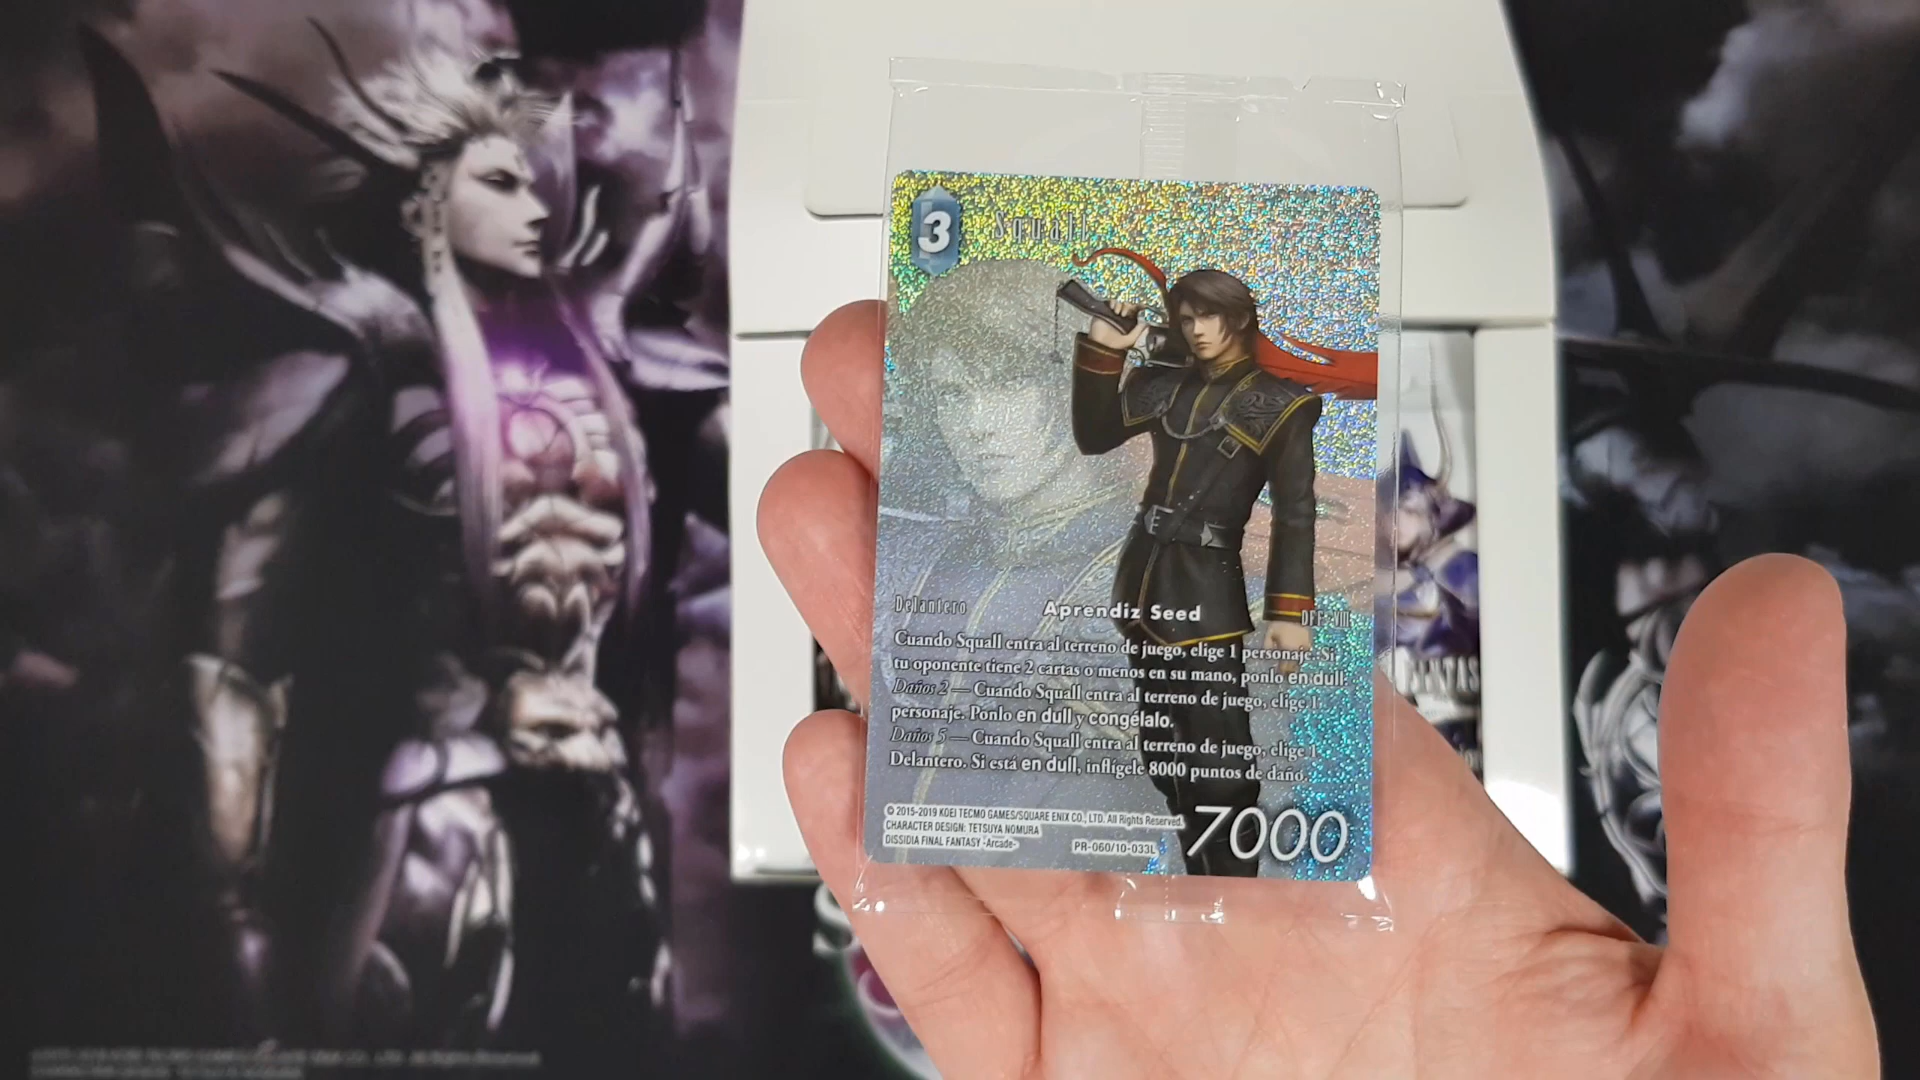 3
Squall
Delantero
Aprendiz Seed
DFF·VIII
Cuando Squall entra al terreno de juego, elige 1 personaje. Si
tu oponente tiene 2 cartas o menos en su mano, ponlo en dull.
Daños 2 — Cuando Squall entra al terreno de juego, elige 1
personaje. Ponlo en dull y congélalo.
Daños 5 — Cuando Squall entra al terreno de juego, elige 1
Delantero. Si está en dull, inflígele 8000 puntos de daño.
© 2015-2019 KOEI TECMO GAMES/SQUARE ENIX CO., LTD. All Rights Reserved.
CHARACTER DESIGN: TETSUYA NOMURA
DISSIDIA FINAL FANTASY -Arcade-
PR-060/10-033L
7000